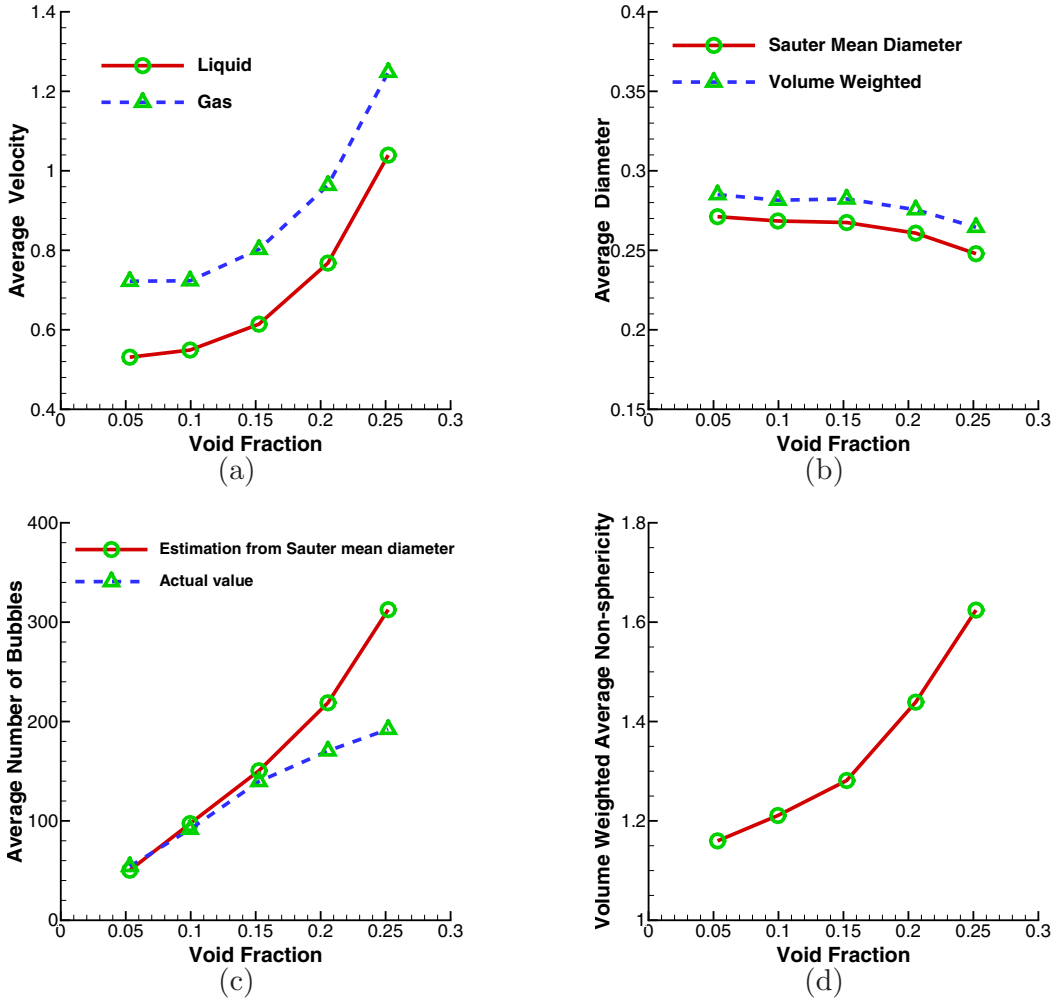 1.4
1.2
1
0.8
0.6
0.4
Average Velocity
Liquid
Gas
0
0.05
0.1
0.15
0.2
0.25
0.3
Void Fraction
(a)
0.4
0.35
0.3
0.25
0.2
0.15
Average Diameter
Sauter Mean Diameter
Volume Weighted
0
0.05
0.1
0.15
0.2
0.25
0.3
Void Fraction
(b)
400
300
200
100
0
Average Number of Bubbles
Estimation from Sauter mean diameter
Actual value
0
0.05
0.1
0.15
0.2
0.25
0.3
Void Fraction
(c)
1.8
1.6
1.4
1.2
1
Volume Weighted Average Non-sphericity
0
0.05
0.1
0.15
0.2
0.25
0.3
Void Fraction
(d)